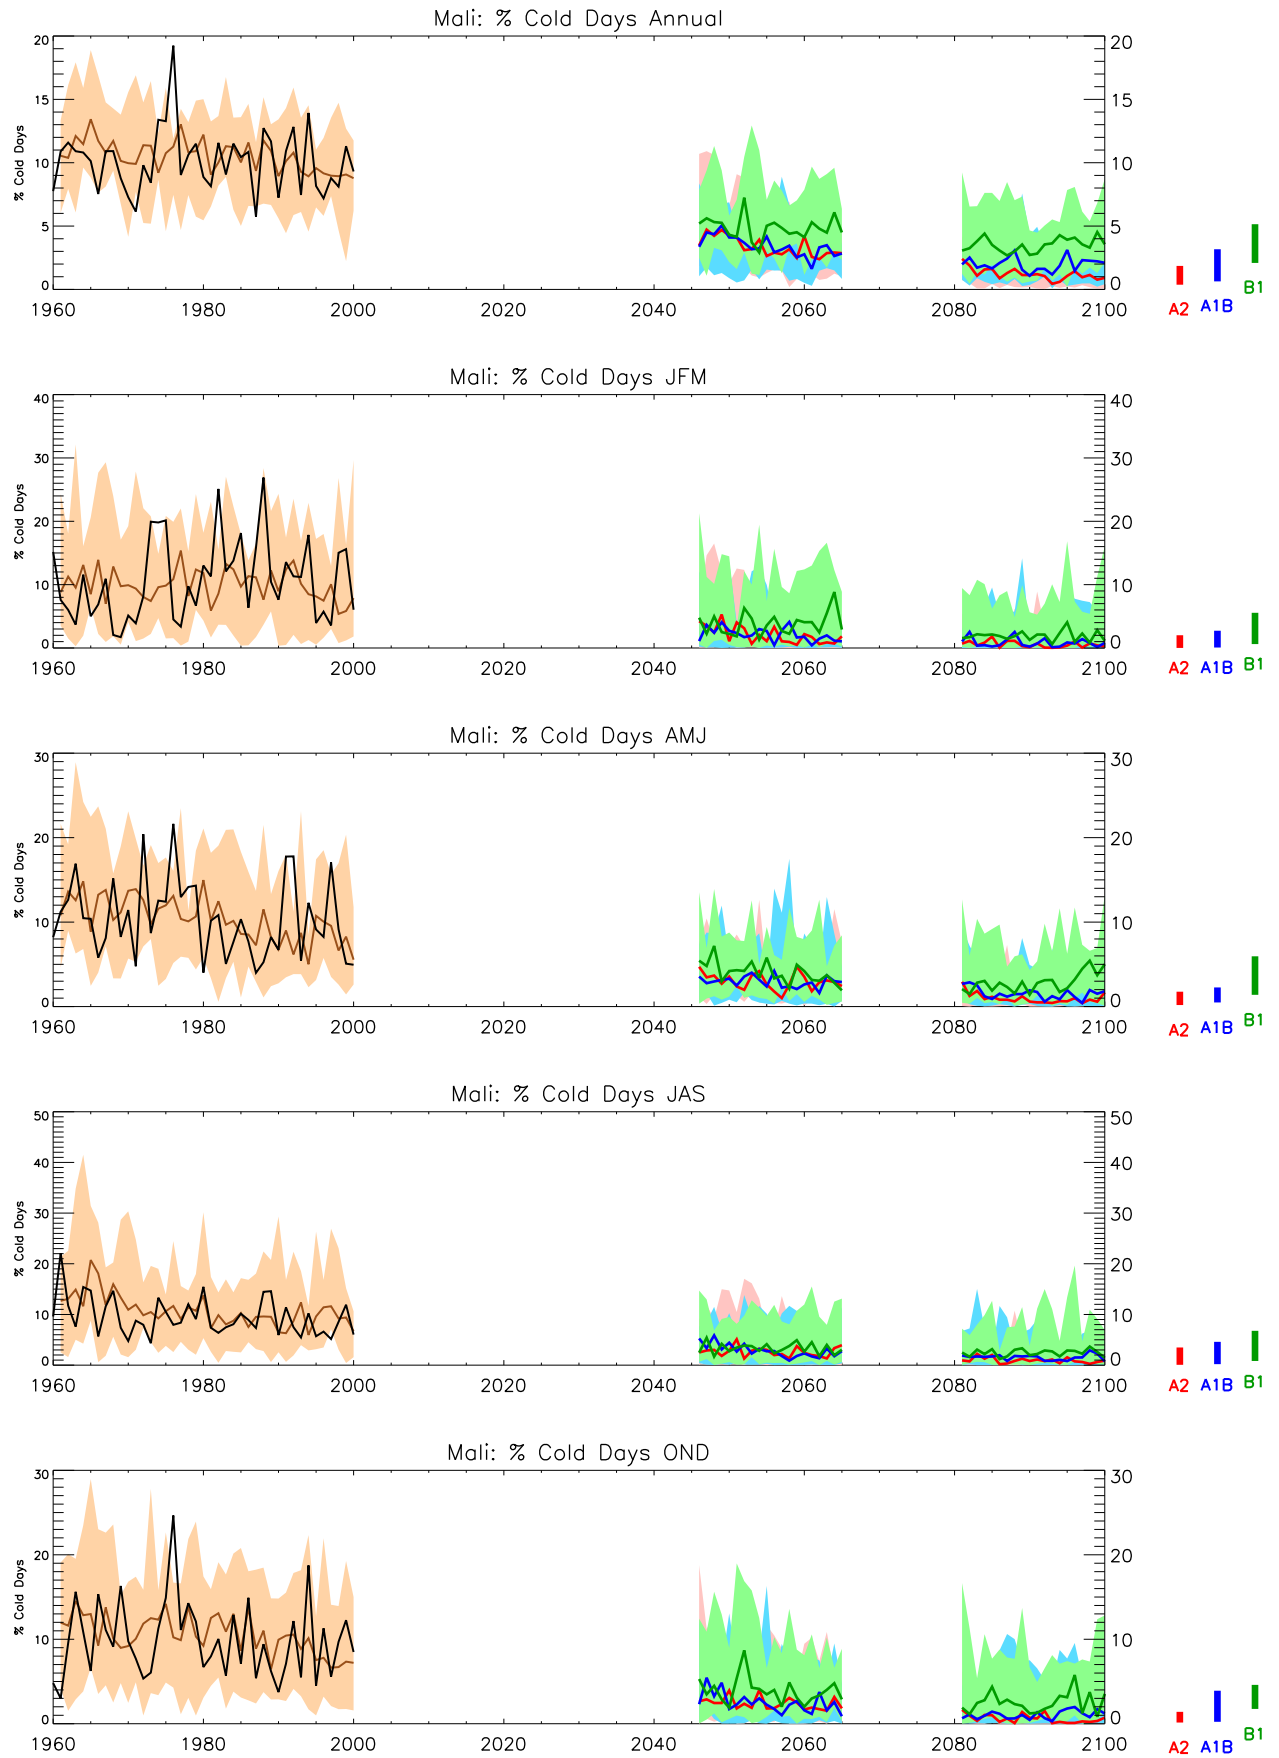 Mali: % Cold Days Annual
20 20
15 15
10 10
5 5
0 0
% Cold Days
1960 1980 2000 2020 2040 2060 2080 2100
A2 A1B B1
Mali: % Cold Days JFM
40 40
30 30
20 20
10 10
0 0
% Cold Days
1960 1980 2000 2020 2040 2060 2080 2100
A2 A1B B1
Mali: % Cold Days AMJ
30 30
20 20
10 10
0 0
% Cold Days
1960 1980 2000 2020 2040 2060 2080 2100
A2 A1B B1
Mali: % Cold Days JAS
50 50
40 40
30 30
20 20
10 10
0 0
% Cold Days
1960 1980 2000 2020 2040 2060 2080 2100
A2 A1B B1
Mali: % Cold Days OND
30 30
20 20
10 10
0 0
% Cold Days
1960 1980 2000 2020 2040 2060 2080 2100
A2 A1B B1